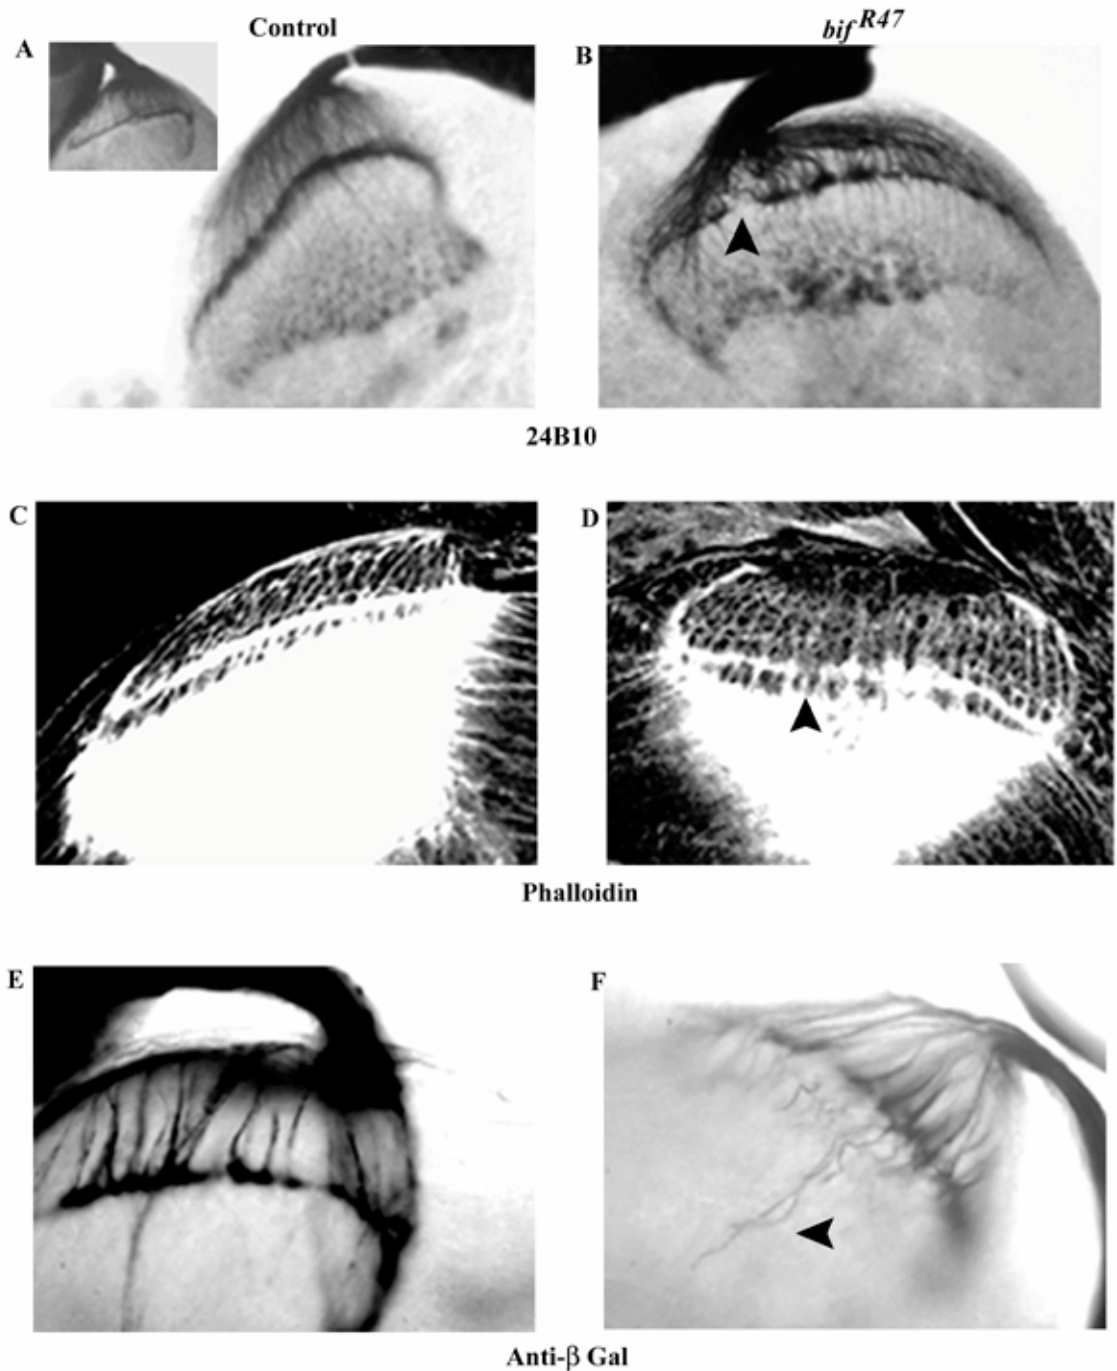 Control
bif R47
A
B
24B10
C
D
Phalloidin
E
F
Anti-β Gal